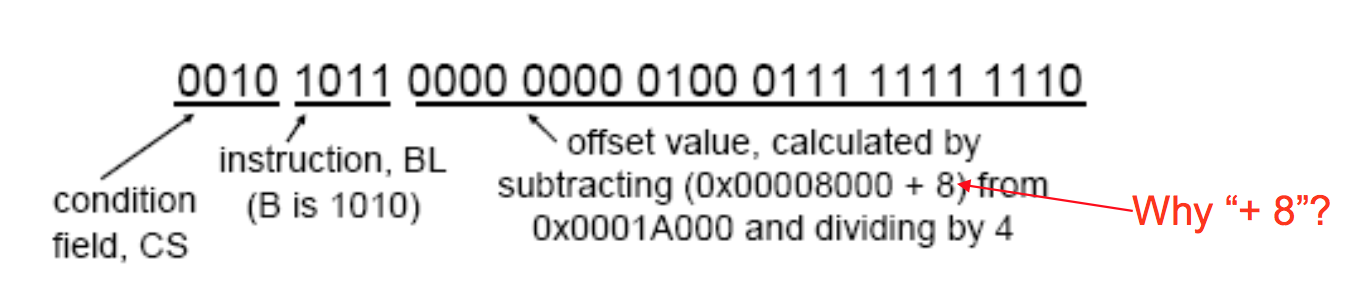 0010 1011 0000 0000 0100 0111 1111 1110
condition
field, CS
instruction, BL
(B is 1010)
offset value, calculated by
subtracting (0x00008000 + 8) from
0x0001A000 and dividing by 4
Why “+ 8”?